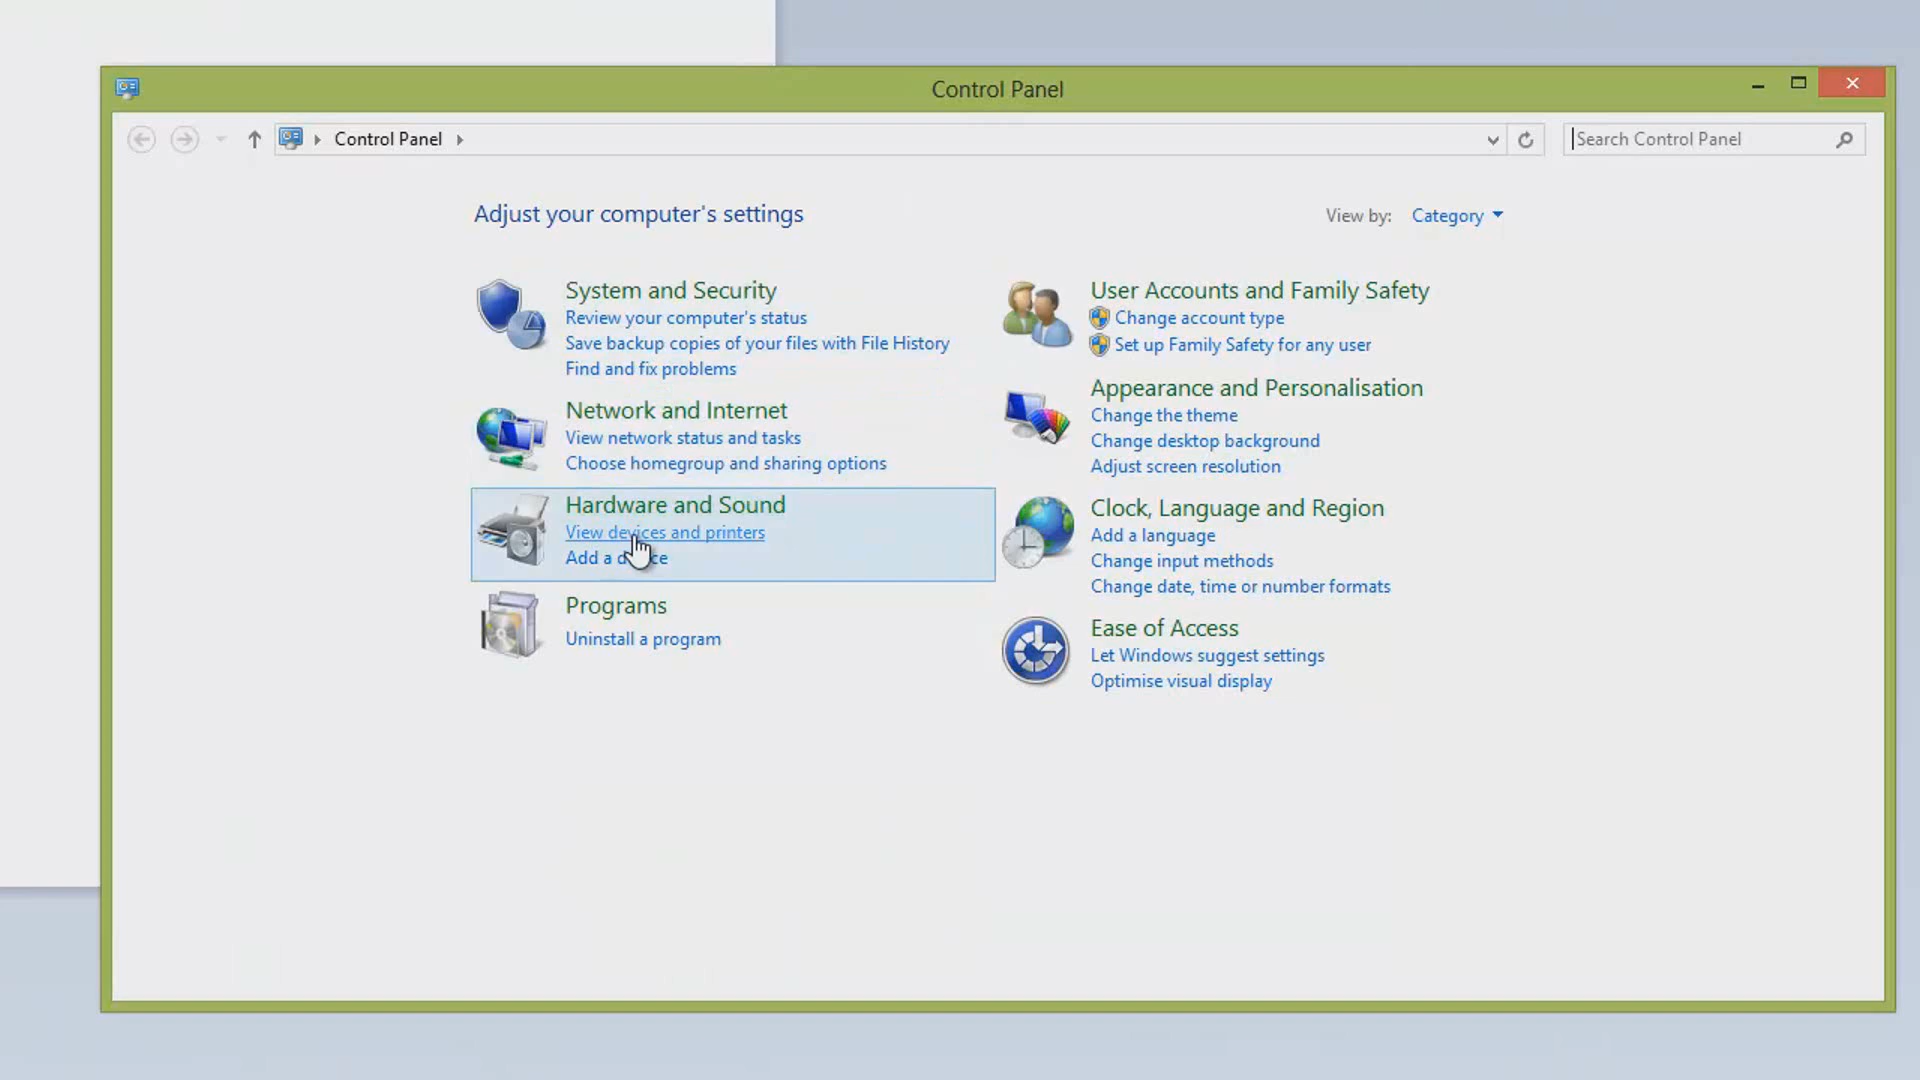 Control Panel
Control Panel
Search Control Panel
Adjust your computer's settings
View by: Category
System and Security
Review your computer's status
Save backup copies of your files with File History
Find and fix problems
Network and Internet
View network status and tasks
Choose homegroup and sharing options
Hardware and Sound
View devices and printers
Add a
Programs
Uninstall a program
User Accounts and Family Safety
Change account type
Set up Family Safety for any user
Appearance and Personalisation
Change the theme
Change desktop background
Adjust screen resolution
Clock, Language and Region
Add a language
Change input methods
Change date, time or number formats
Ease of Access
Let Windows suggest settings
Optimise visual display